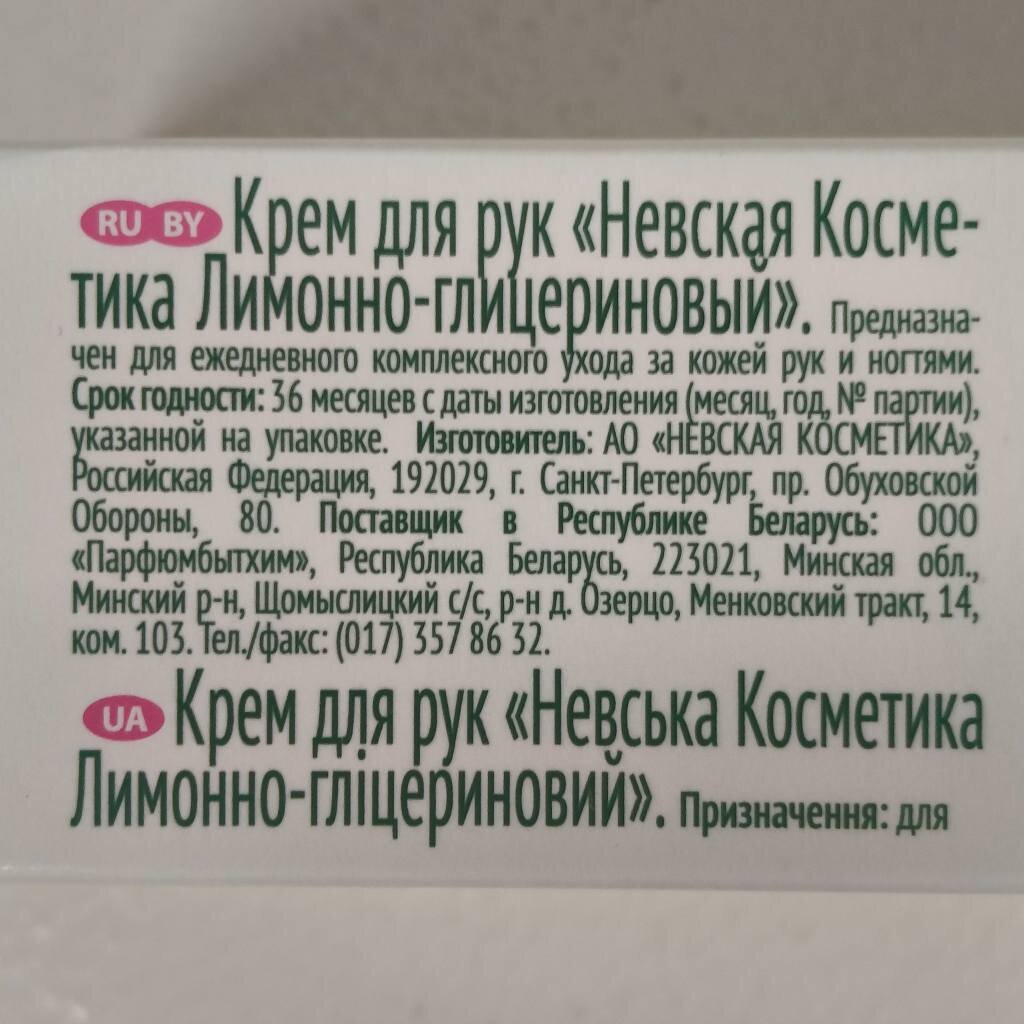 RU BY Крем для рук «Невская Косме-
тика Лимонно-глицериновый». Предназна-
чен для ежедневного комплексного ухода за кожей рук и ногтями.
Срок годности: 36 месяцев с даты изготовления (месяц, год, № партии),
указанной на упаковке. Изготовитель: АО «НЕВСКАЯ КОСМЕТИКА»,
Российская Федерация, 192029, г. Санкт-Петербург, пр. Обуховской
Обороны, 80. Поставщик в Республике Беларусь: ООО
«Парфюмбытхим», Республика Беларусь, 223021, Минская обл.,
Минский р-н, Щомыслицкий с/с, р-н д. Озерцо, Менковский тракт, 14,
ком. 103. Тел./факс: (017) 357 86 32.
UA Крем для рук «Невська Косметика
Лимонно-гліцериновий». Призначення: для